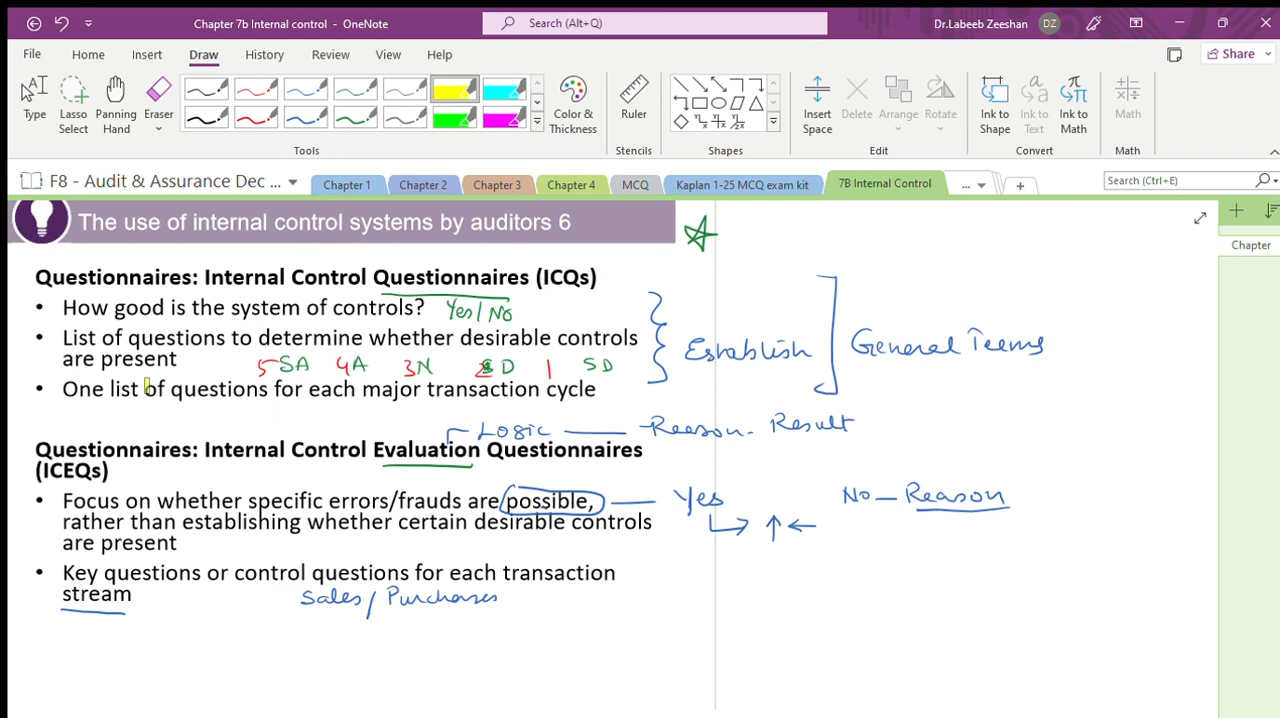 Chapter 7b Internal control - OneNote
Search (Alt+Q)
Dr.Labeeb Zeeshan DZ
File Home Insert Draw History Review View Help
Share
Type
Lasso Select
Panning Hand
Eraser
Color & Thickness
Ruler
Insert Space
Delete
Arrange
Rotate
Ink to Shape
Ink to Text
Ink to Math
Math
Tools Stencils Shapes Edit Convert Math
F8 - Audit & Assurance Dec ...
Chapter 1 Chapter 2 Chapter 3 Chapter 4 MCQ Kaplan 1-25 MCQ exam kit 7B Internal Control ...
Search (Ctrl+E)
Chapter
The use of internal control systems by auditors 6
Questionnaires: Internal Control Questionnaires (ICQs)
• How good is the system of controls? Yes/No
• List of questions to determine whether desirable controls
are present
Establish General Terms
5 SA 4 A 3 N 2 D 1 SD
• One list of questions for each major transaction cycle
Logic — Reason - Result
Questionnaires: Internal Control Evaluation Questionnaires
(ICEQs)
• Focus on whether specific errors/frauds are possible, — Yes No — Reason
rather than establishing whether certain desirable controls
are present
• Key questions or control questions for each transaction
stream
Sales / Purchases